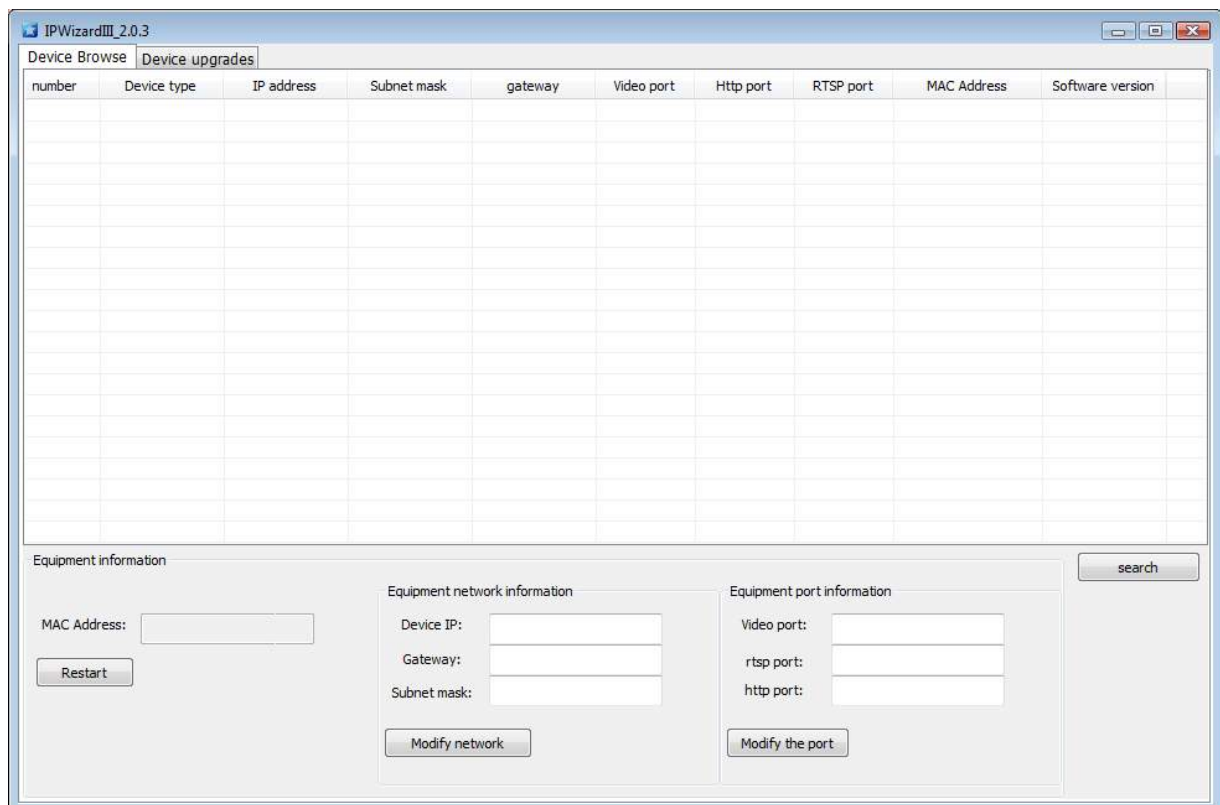 IPWizardIII_2.0.3
Device Browse Device upgrades
number Device type IP address Subnet mask gateway Video port Http port RTSP port MAC Address Software version
Equipment information
search
Equipment network information Equipment port information
MAC Address: Device IP: Video port:
Restart Gateway: rtsp port:
Subnet mask: http port:
Modify network Modify the port